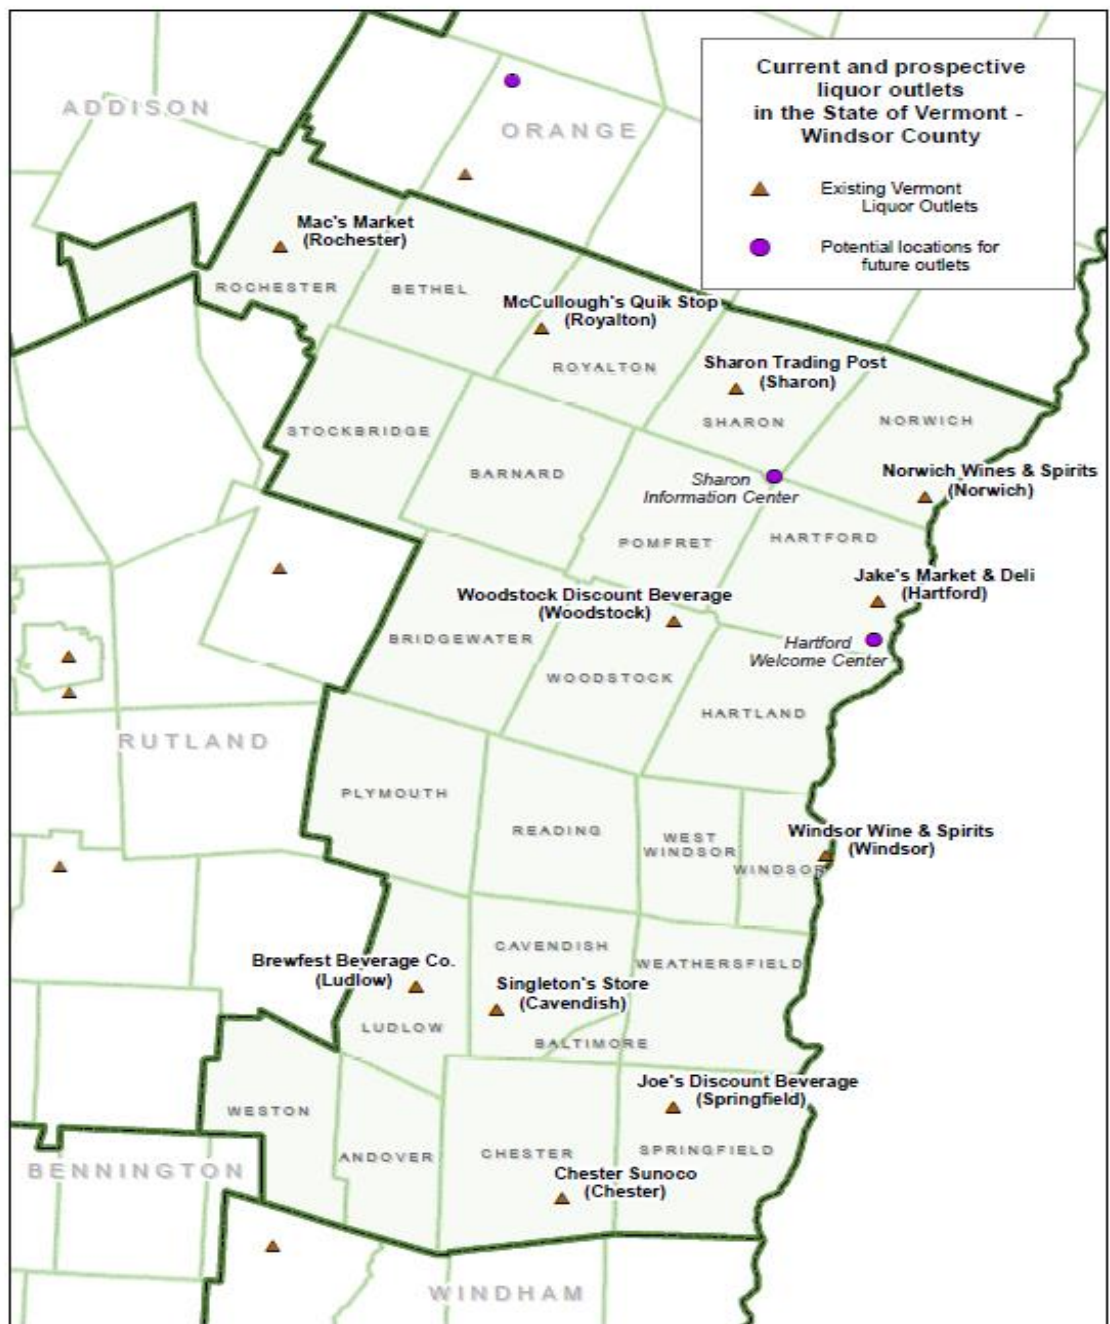 Current and prospective
liquor outlets
in the State of Vermont -
Windsor County
Existing Vermont
Liquor Outlets
Potential locations for
future outlets
ADDISON
ORANGE
Mac's Market
(Rochester)
ROCHESTER
BETHEL
McCullough's Quik Stop
(Royalton)
ROYALTON
Sharon Trading Post
(Sharon)
SHARON
NORWICH
STOCKBRIDGE
BARNARD
Sharon
Information Center
Norwich Wines & Spirits
(Norwich)
POMFRET
HARTFORD
Jake's Market & Deli
(Hartford)
Woodstock Discount Beverage
(Woodstock)
BRIDGEWATER
Hartford
Welcome Center
WOODSTOCK
HARTLAND
RUTLAND
PLYMOUTH
READING
WEST
WINDSOR
Windsor Wine & Spirits
(Windsor)
WINDSOR
CAVENDISH
Brewfest Beverage Co.
(Ludlow)
WEATHERSFIELD
Singleton's Store
(Cavendish)
LUDLOW
BALTIMORE
Joe's Discount Beverage
(Springfield)
WESTON
ANDOVER
CHESTER
SPRINGFIELD
BENNINGTON
Chester Sunoco
(Chester)
WINDHAM